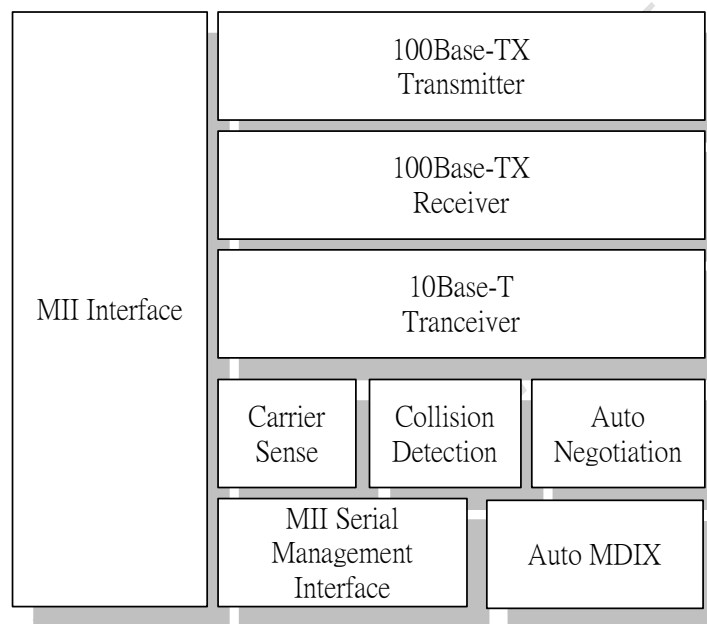 MII Interface
100Base-TX
Transmitter
100Base-TX
Receiver
10Base-T
Tranceiver
Carrier
Sense
Collision
Detection
Auto
Negotiation
MII Serial
Management
Interface
Auto MDIX